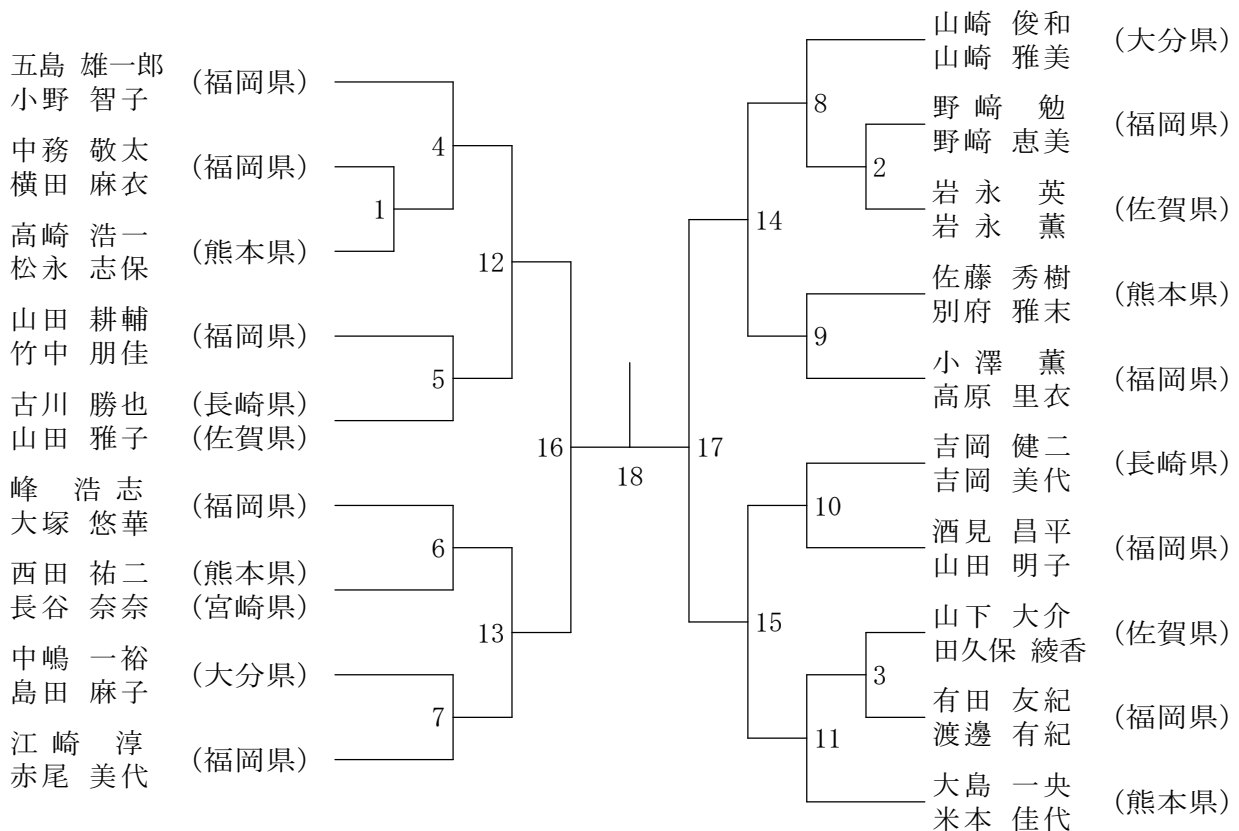 五島 雄一郎 (福岡県)
小野 智子
中務 敬太 (福岡県)
横田 麻衣
高崎 浩一 (熊本県)
松永 志保
山田 耕輔 (福岡県)
竹中 朋佳
古川 勝也 (長崎県)
山田 雅子 (佐賀県)
峰 浩志 (福岡県)
大塚 悠華
西田 祐二 (熊本県)
長谷 奈奈 (宮崎県)
中嶋 一裕 (大分県)
島田 麻子
江崎 淳 (福岡県)
赤尾 美代
1
4
5
6
7
12
13
16
18
17
14
15
8
2
9
10
3
11
山崎 俊和 (大分県)
山崎 雅美
野﨑 勉 (福岡県)
野﨑 恵美
岩永 英 (佐賀県)
岩永 薫
佐藤 秀樹 (熊本県)
別府 雅末
小澤 薫 (福岡県)
高原 里衣
吉岡 健二 (長崎県)
吉岡 美代
酒見 昌平 (福岡県)
山田 明子
山下 大介 (佐賀県)
田久保 綾香
有田 友紀 (福岡県)
渡邊 有紀
大島 一央 (熊本県)
米本 佳代